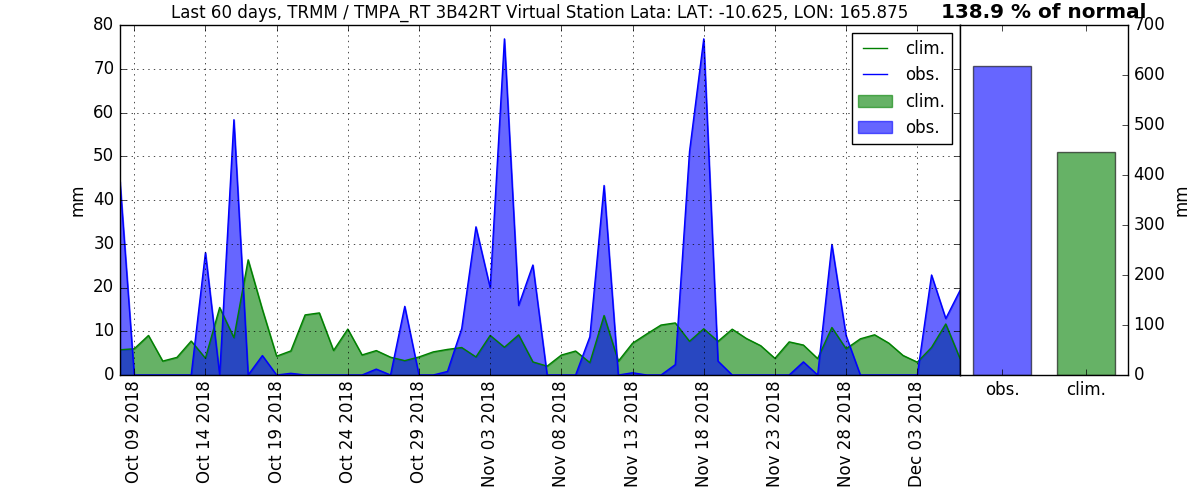 Last 60 days, TRMM / TMPA_RT 3B42RT Virtual Station Lata: LAT: -10.625, LON: 165.875
138.9 % of normal
80
70
60
50
40
30
20
10
0
mm
clim.
obs.
clim.
obs.
700
600
500
400
300
200
100
0
mm
obs.
clim.
Oct 09 2018
Oct 14 2018
Oct 19 2018
Oct 24 2018
Oct 29 2018
Nov 03 2018
Nov 08 2018
Nov 13 2018
Nov 18 2018
Nov 23 2018
Nov 28 2018
Dec 03 2018